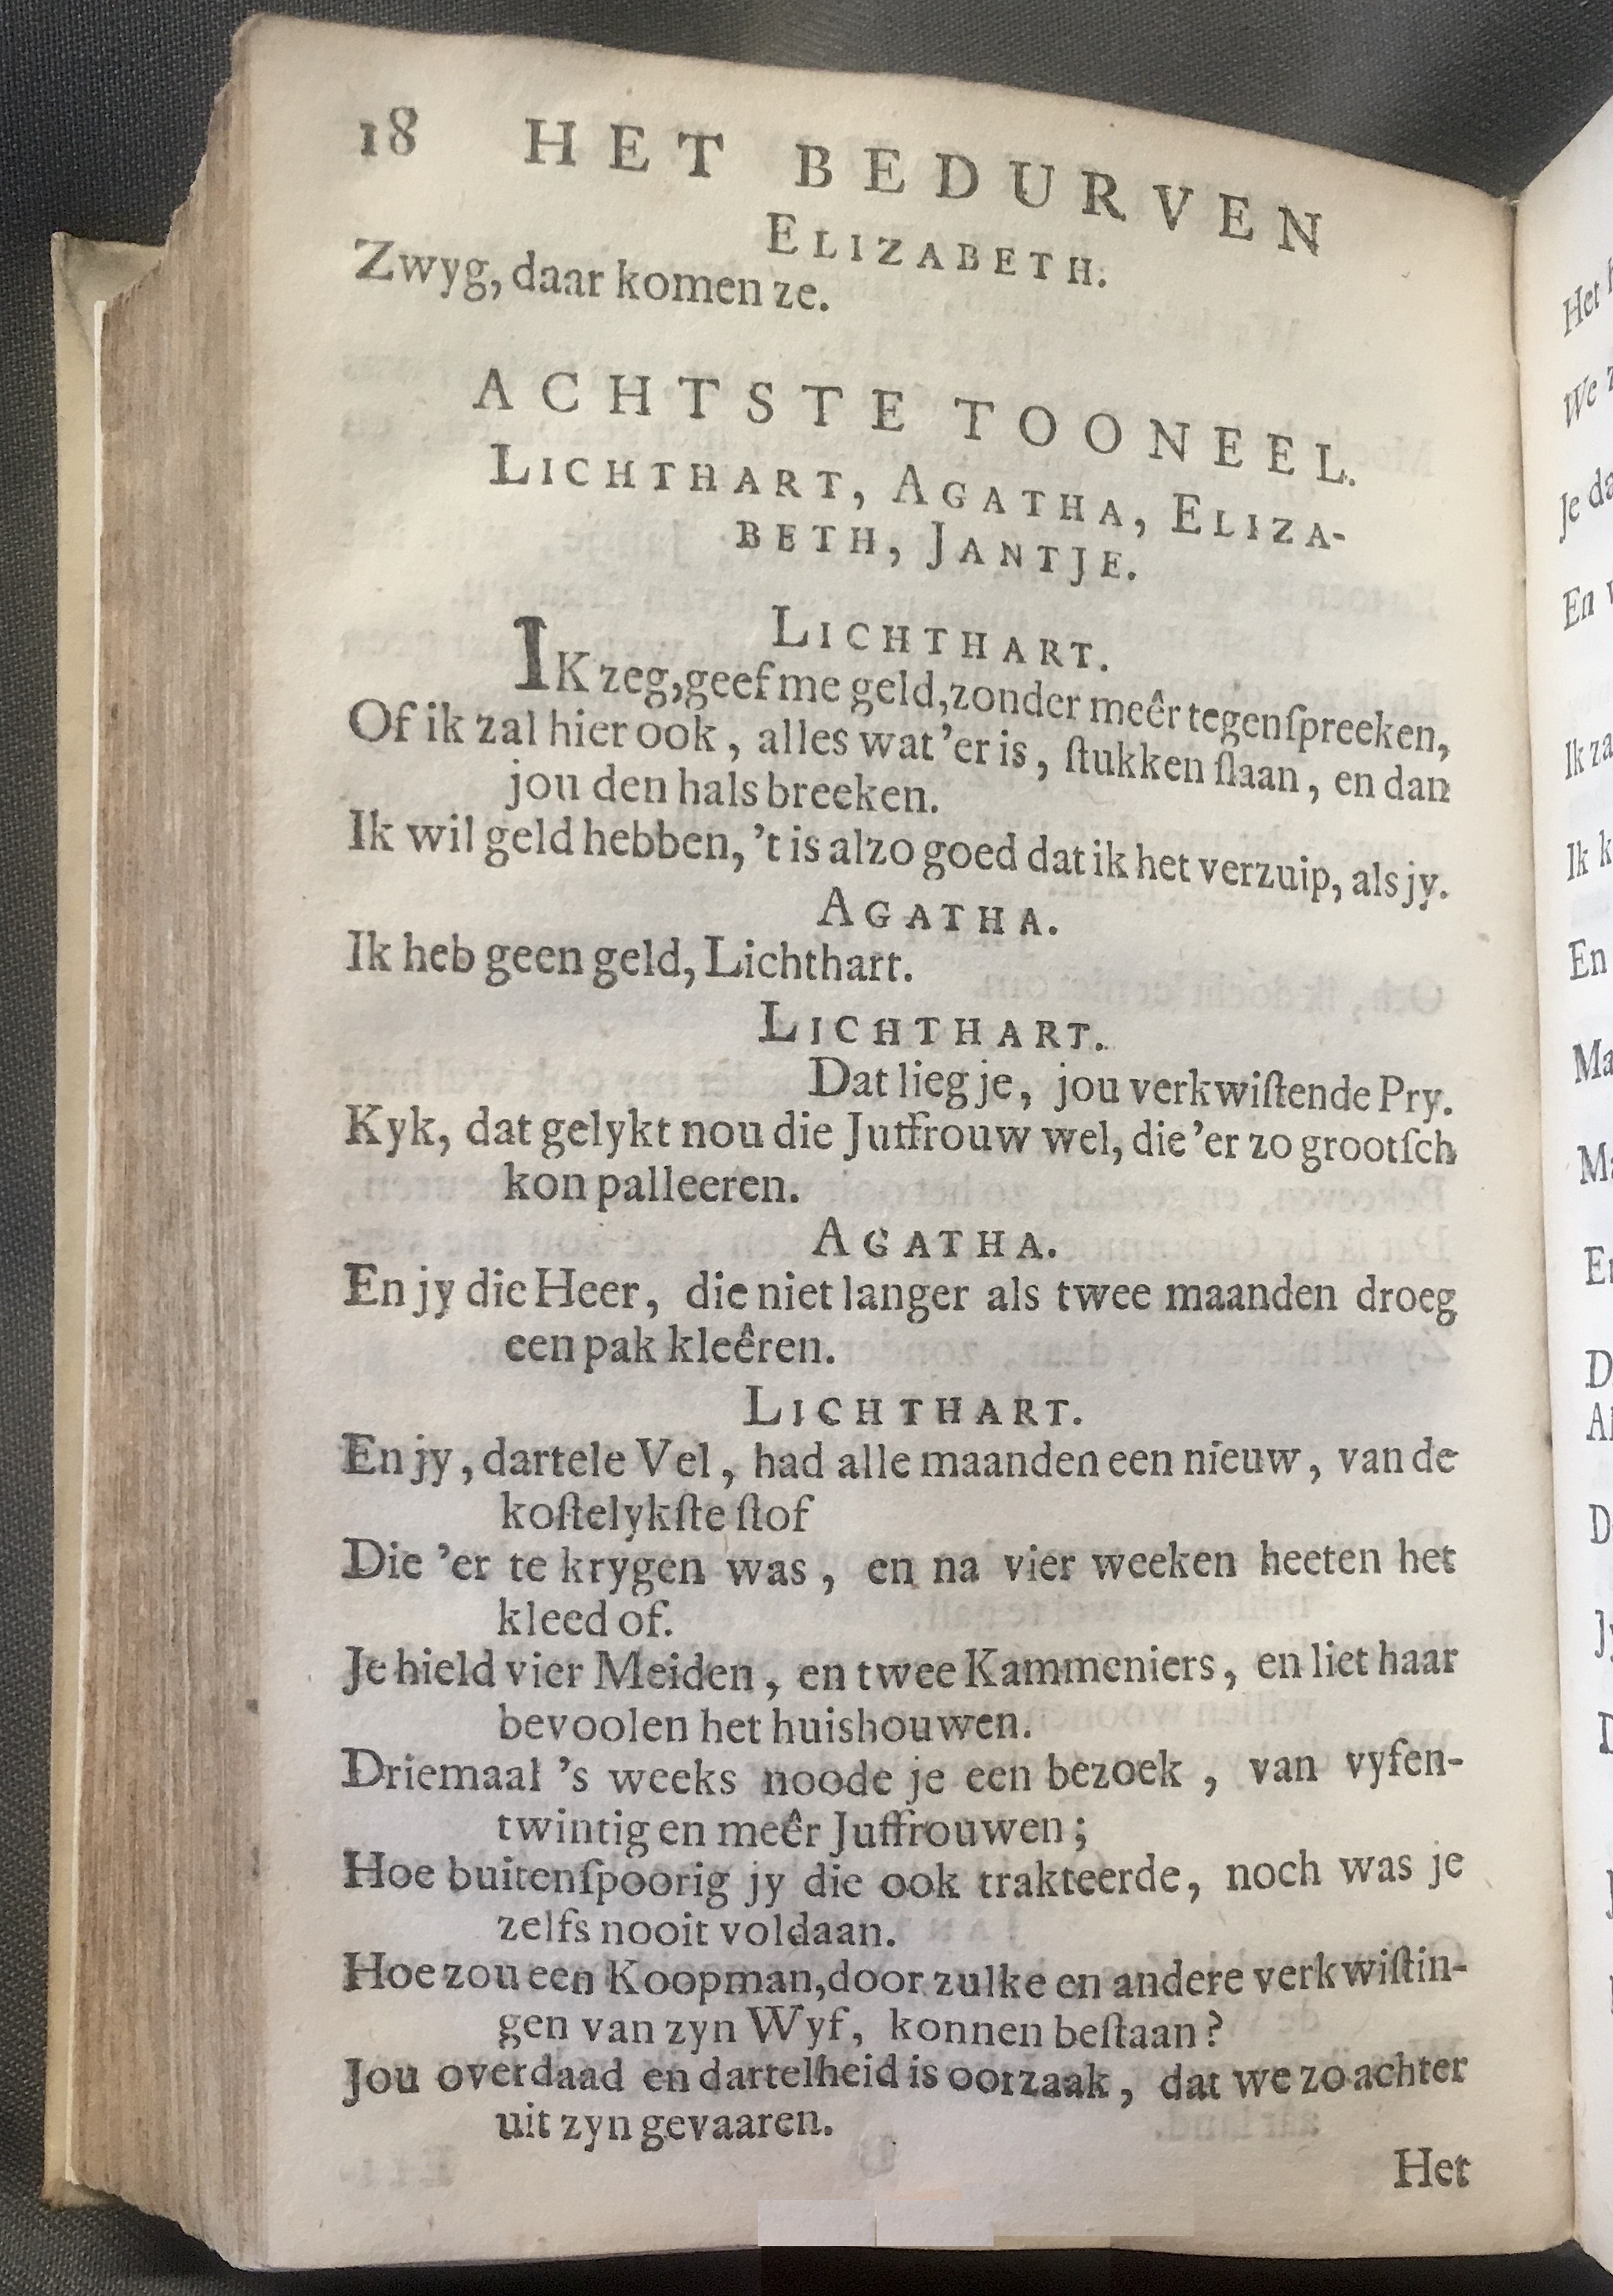 18 HET BEDURVEN
ELIZABETH.
Zwyg, daar komen ze.
ACHTSTE TOONEEL.
LICHTHART, AGATHA, ELIZA-
BETH, JANTJE.
LICHTHART.
IK zeg, geef me geld, zonder meêr tegenſpreeken,
Of ik zal hier ook, alles wat 'er is, ſtukken ſlaan, en dan
jou den hals breeken.
Ik wil geld hebben, 't is alzo goed dat ik het verzuip, als jy.
AGATHA.
Ik heb geen geld, Lichthart.
LICHTHART.
Dat lieg je, jou verkwiſtende Pry.
Kyk, dat gelykt nou die Juffrouw wel, die 'er zo grootſch
kon palleeren.
AGATHA.
En jy die Heer, die niet langer als twee maanden droeg
een pak kleêren.
LICHTHART.
En jy, dartele Vel, had alle maanden een nieuw, van de
koſtelykſte ſtof
Die 'er te krygen was, en na vier weeken heeten het
kleed of.
Je hield vier Meiden, en twee Kammeniers, en liet haar
bevoolen het huishouwen.
Driemaal 's weeks noode je een bezoek, van vyfen-
twintig en meêr Juffrouwen;
Hoe buitenſpoorig jy die ook trakteerde, noch was je
zelfs nooit voldaan.
Hoe zou een Koopman, door zulke en andere verkwiſtin-
gen van zyn Wyf, konnen beſtaan?
Jou overdaad en dartelheid is oorzaak, dat we zo achter
uit zyn gevaaren.
Het
Het
We
Je
En
Ik za
Ik k
En
Ma
D